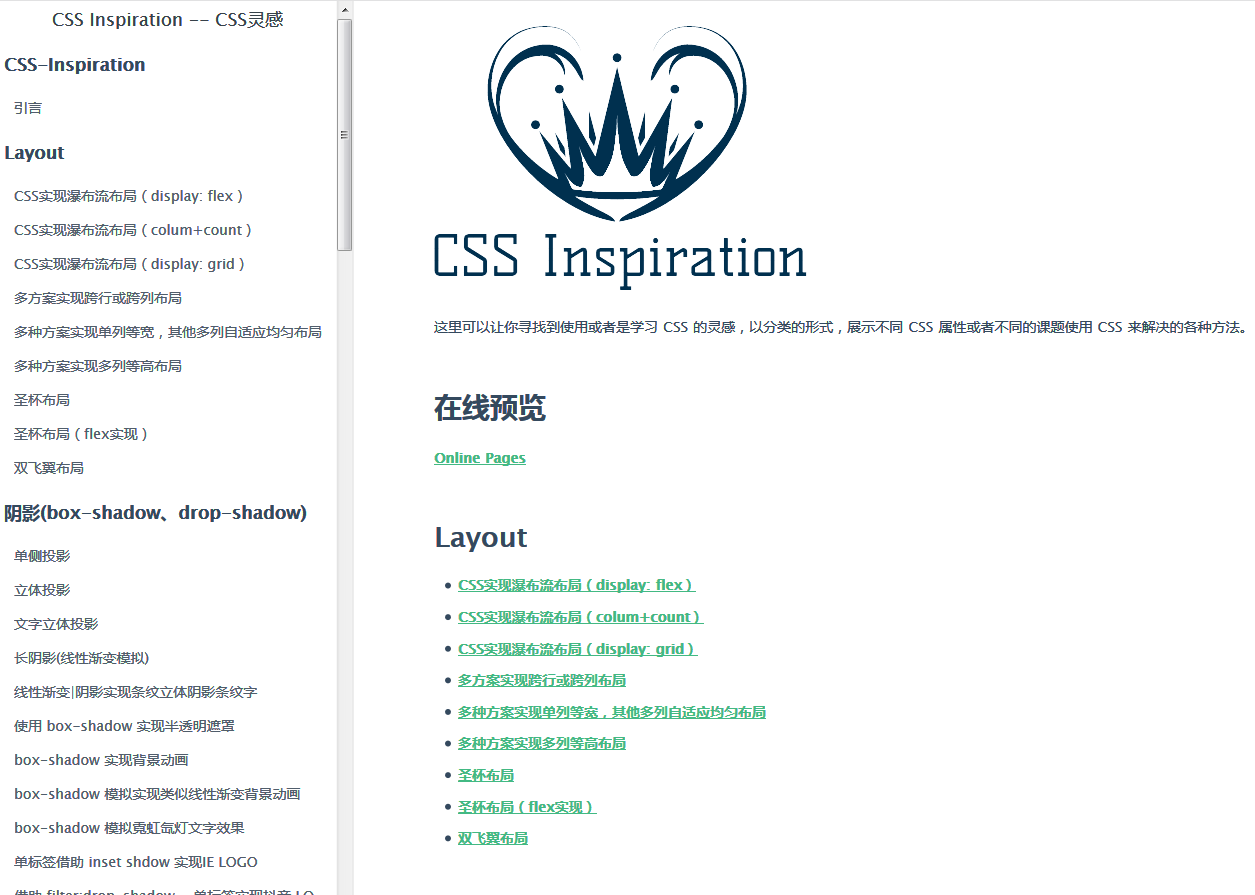 CSS Inspiration -- CSS灵感
CSS-Inspiration
引言
Layout
CSS实现瀑布流布局（display: flex）
CSS实现瀑布流布局（colum+count）
CSS实现瀑布流布局（display: grid）
多方案实现跨行或跨列布局
多种方案实现单列等宽，其他多列自适应均匀布局
多种方案实现多列等高布局
圣杯布局
圣杯布局（flex实现）
双飞翼布局
阴影(box-shadow、drop-shadow)
单侧投影
立体投影
文字立体投影
长阴影(线性渐变模拟)
线性渐变|阴影实现条纹立体阴影条纹字
使用 box-shadow 实现半透明遮罩
box-shadow 实现背景动画
box-shadow 模拟实现类似线性渐变背景动画
box-shadow 模拟霓虹氙灯文字效果
单标签借助 inset shdow 实现IE LOGO
借助 filter:drop-shadow 、单标签实现抖音 LO
CSS Inspiration
这里可以让你寻找到使用或者是学习 CSS 的灵感，以分类的形式，展示不同 CSS 属性或者不同的课题使用 CSS 来解决的各种方法。
在线预览
Online Pages
Layout
CSS实现瀑布流布局（display: flex）
CSS实现瀑布流布局（colum+count）
CSS实现瀑布流布局（display: grid）
多方案实现跨行或跨列布局
多种方案实现单列等宽，其他多列自适应均匀布局
多种方案实现多列等高布局
圣杯布局
圣杯布局（flex实现）
双飞翼布局